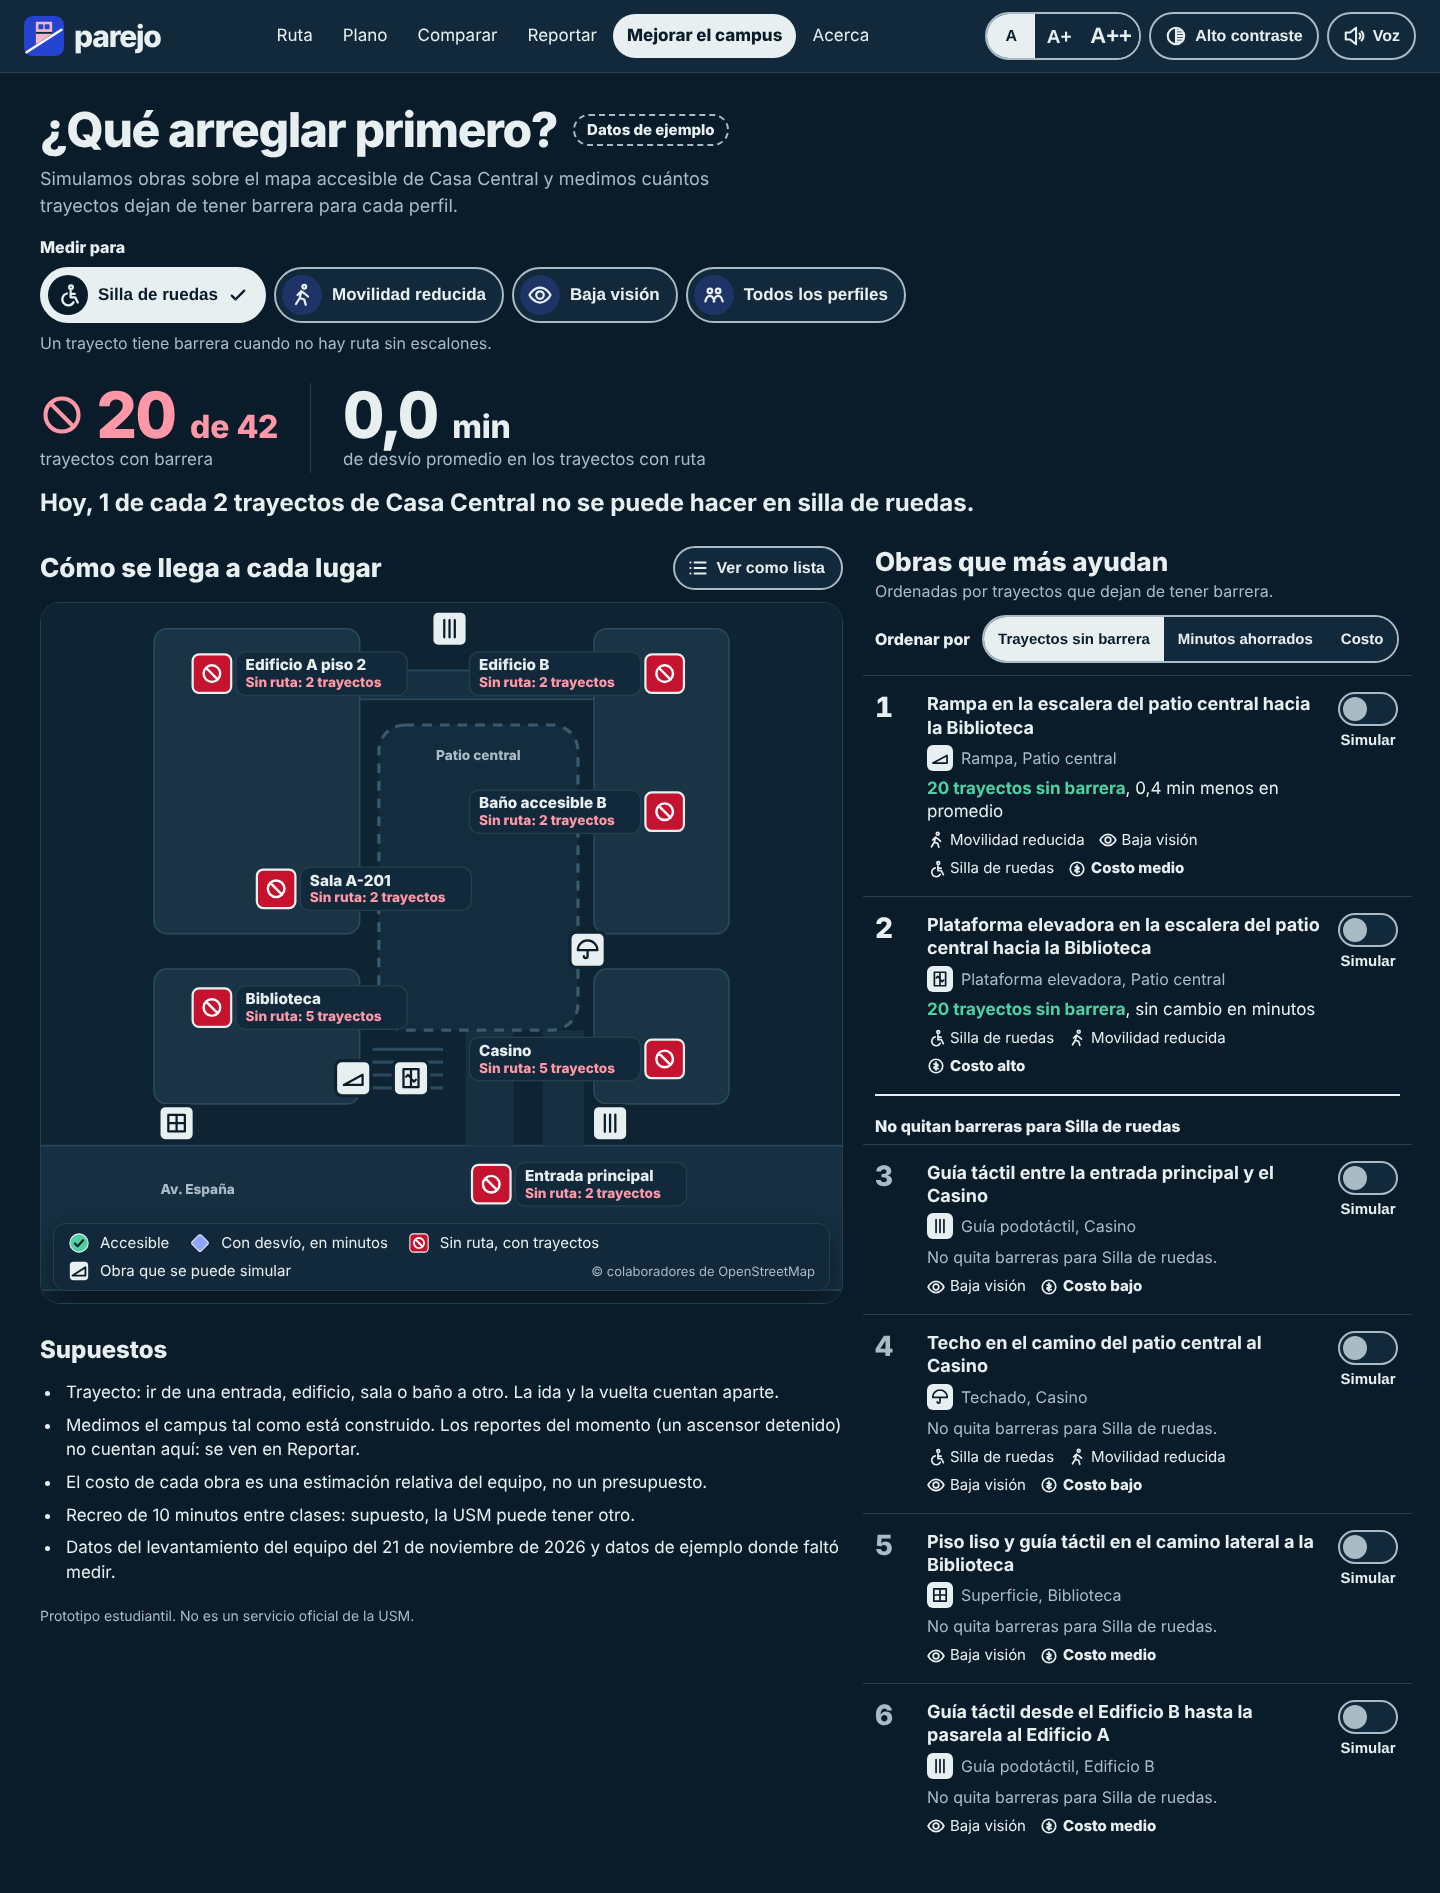 parejo
Ruta
Plano
Comparar
Reportar
Mejorar el campus
Acerca
A
A+
A++
Alto contraste
Voz
¿Qué arreglar primero?
Datos de ejemplo
Simulamos obras sobre el mapa accesible de Casa Central y medimos cuántos
trayectos dejan de tener barrera para cada perfil.
Medir para
Silla de ruedas
Movilidad reducida
Baja visión
Todos los perfiles
Un trayecto tiene barrera cuando no hay ruta sin escalones.
20 de 42
trayectos con barrera
0,0 min
de desvío promedio en los trayectos con ruta
Hoy, 1 de cada 2 trayectos de Casa Central no se puede hacer en silla de ruedas.
Cómo se llega a cada lugar
Ver como lista
Edificio A piso 2
Sin ruta: 2 trayectos
Edificio B
Sin ruta: 2 trayectos
Patio central
Baño accesible B
Sin ruta: 2 trayectos
Sala A-201
Sin ruta: 2 trayectos
Biblioteca
Sin ruta: 5 trayectos
Casino
Sin ruta: 5 trayectos
Entrada principal
Sin ruta: 2 trayectos
Av. España
Accesible
Con desvío, en minutos
Sin ruta, con trayectos
Obra que se puede simular
© colaboradores de OpenStreetMap
Supuestos
• Trayecto: ir de una entrada, edificio, sala o baño a otro. La ida y la vuelta cuentan aparte.
• Medimos el campus tal como está construido. Los reportes del momento (un ascensor detenido)
no cuentan aquí: se ven en Reportar.
• El costo de cada obra es una estimación relativa del equipo, no un presupuesto.
• Recreo de 10 minutos entre clases: supuesto, la USM puede tener otro.
• Datos del levantamiento del equipo del 21 de noviembre de 2026 y datos de ejemplo donde faltó
medir.
Prototipo estudiantil. No es un servicio oficial de la USM.
Obras que más ayudan
Ordenadas por trayectos que dejan de tener barrera.
Ordenar por
Trayectos sin barrera
Minutos ahorrados
Costo
1
Rampa en la escalera del patio central hacia
la Biblioteca
Simular
Rampa, Patio central
20 trayectos sin barrera, 0,4 min menos en
promedio
Movilidad reducida
Baja visión
Silla de ruedas
Costo medio
2
Plataforma elevadora en la escalera del patio
central hacia la Biblioteca
Simular
Plataforma elevadora, Patio central
20 trayectos sin barrera, sin cambio en minutos
Silla de ruedas
Movilidad reducida
Costo alto
No quitan barreras para Silla de ruedas
3
Guía táctil entre la entrada principal y el
Casino
Simular
Guía podotáctil, Casino
No quita barreras para Silla de ruedas.
Baja visión
Costo bajo
4
Techo en el camino del patio central al
Casino
Simular
Techado, Casino
No quita barreras para Silla de ruedas.
Silla de ruedas
Movilidad reducida
Baja visión
Costo bajo
5
Piso liso y guía táctil en el camino lateral a la
Biblioteca
Simular
Superficie, Biblioteca
No quita barreras para Silla de ruedas.
Baja visión
Costo medio
6
Guía táctil desde el Edificio B hasta la
pasarela al Edificio A
Simular
Guía podotáctil, Edificio B
No quita barreras para Silla de ruedas.
Baja visión
Costo medio